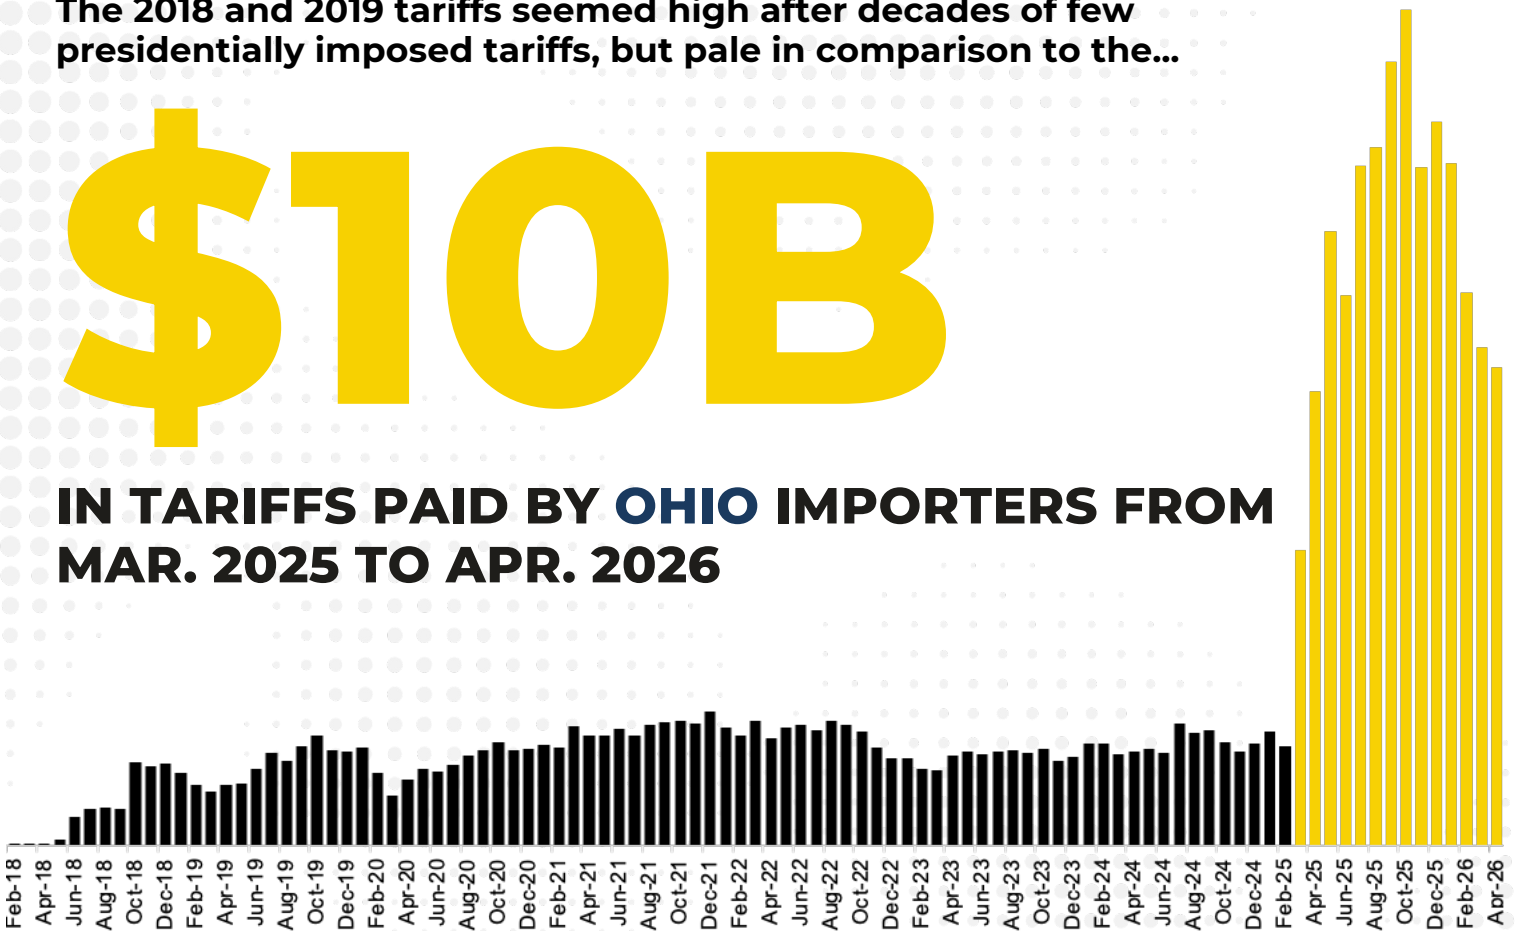 The 2018 and 2019 tariffs seemed high after decades of few
presidentially imposed tariffs, but pale in comparison to the...
$10B
IN TARIFFS PAID BY OHIO IMPORTERS FROM
MAR. 2025 TO APR. 2026
Feb-18
Apr-18
Jun-18
Aug-18
Oct-18
Dec-18
Feb-19
Apr-19
Jun-19
Aug-19
Oct-19
Dec-19
Feb-20
Apr-20
Jun-20
Aug-20
Oct-20
Dec-20
Feb-21
Apr-21
Jun-21
Aug-21
Oct-21
Dec-21
Feb-22
Apr-22
Jun-22
Aug-22
Oct-22
Dec-22
Feb-23
Apr-23
Jun-23
Aug-23
Oct-23
Dec-23
Feb-24
Apr-24
Jun-24
Aug-24
Oct-24
Dec-24
Feb-25
Apr-25
Jun-25
Aug-25
Oct-25
Dec-25
Feb-26
Apr-26